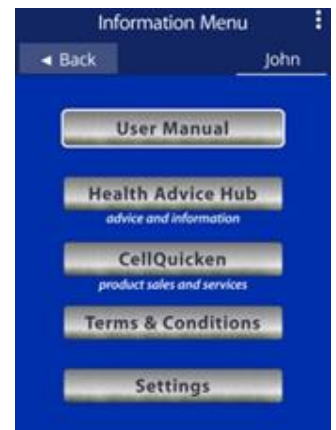 Information Menu
◄ Back
John
User Manual
Health Advice Hub
advice and information
CellQuicken
product sales and services
Terms & Conditions
Settings